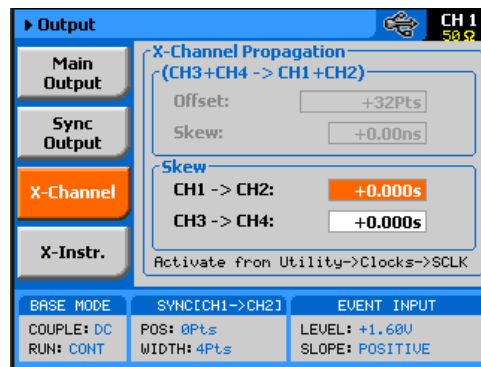 Output
CH 1
50 Ω
Main
Output
Sync
Output
X-Channel
X-Instr.
X-Channel Propagation
(CH3+CH4 -> CH1+CH2)
Offset: +32Pts
Skew: +0.00ns
Skew
CH1 -> CH2: +0.000s
CH3 -> CH4: +0.000s
Activate from Utility->Clocks->SCLK
BASE MODE
COUPLE: DC
RUN: CONT
SYNC[CH1->CH2]
POS: 0Pts
WIDTH: 4Pts
EVENT INPUT
LEVEL: +1.60V
SLOPE: POSITIVE